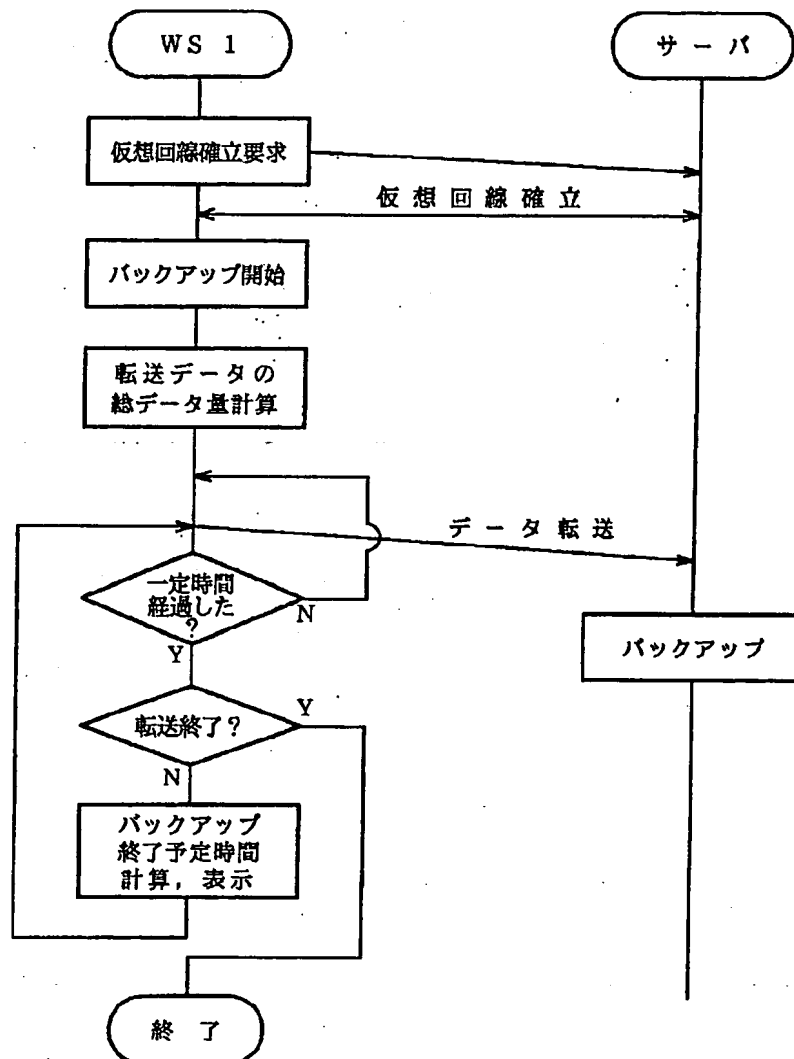 WS 1
サーバ
仮想回線確立要求
仮想回線確立
バックアップ開始
転送データの
総データ量計算
データ転送
一定時間
経過した
?
N
Y
バックアップ
転送終了?
Y
N
バックアップ
終了予定時間
計算,表示
終了